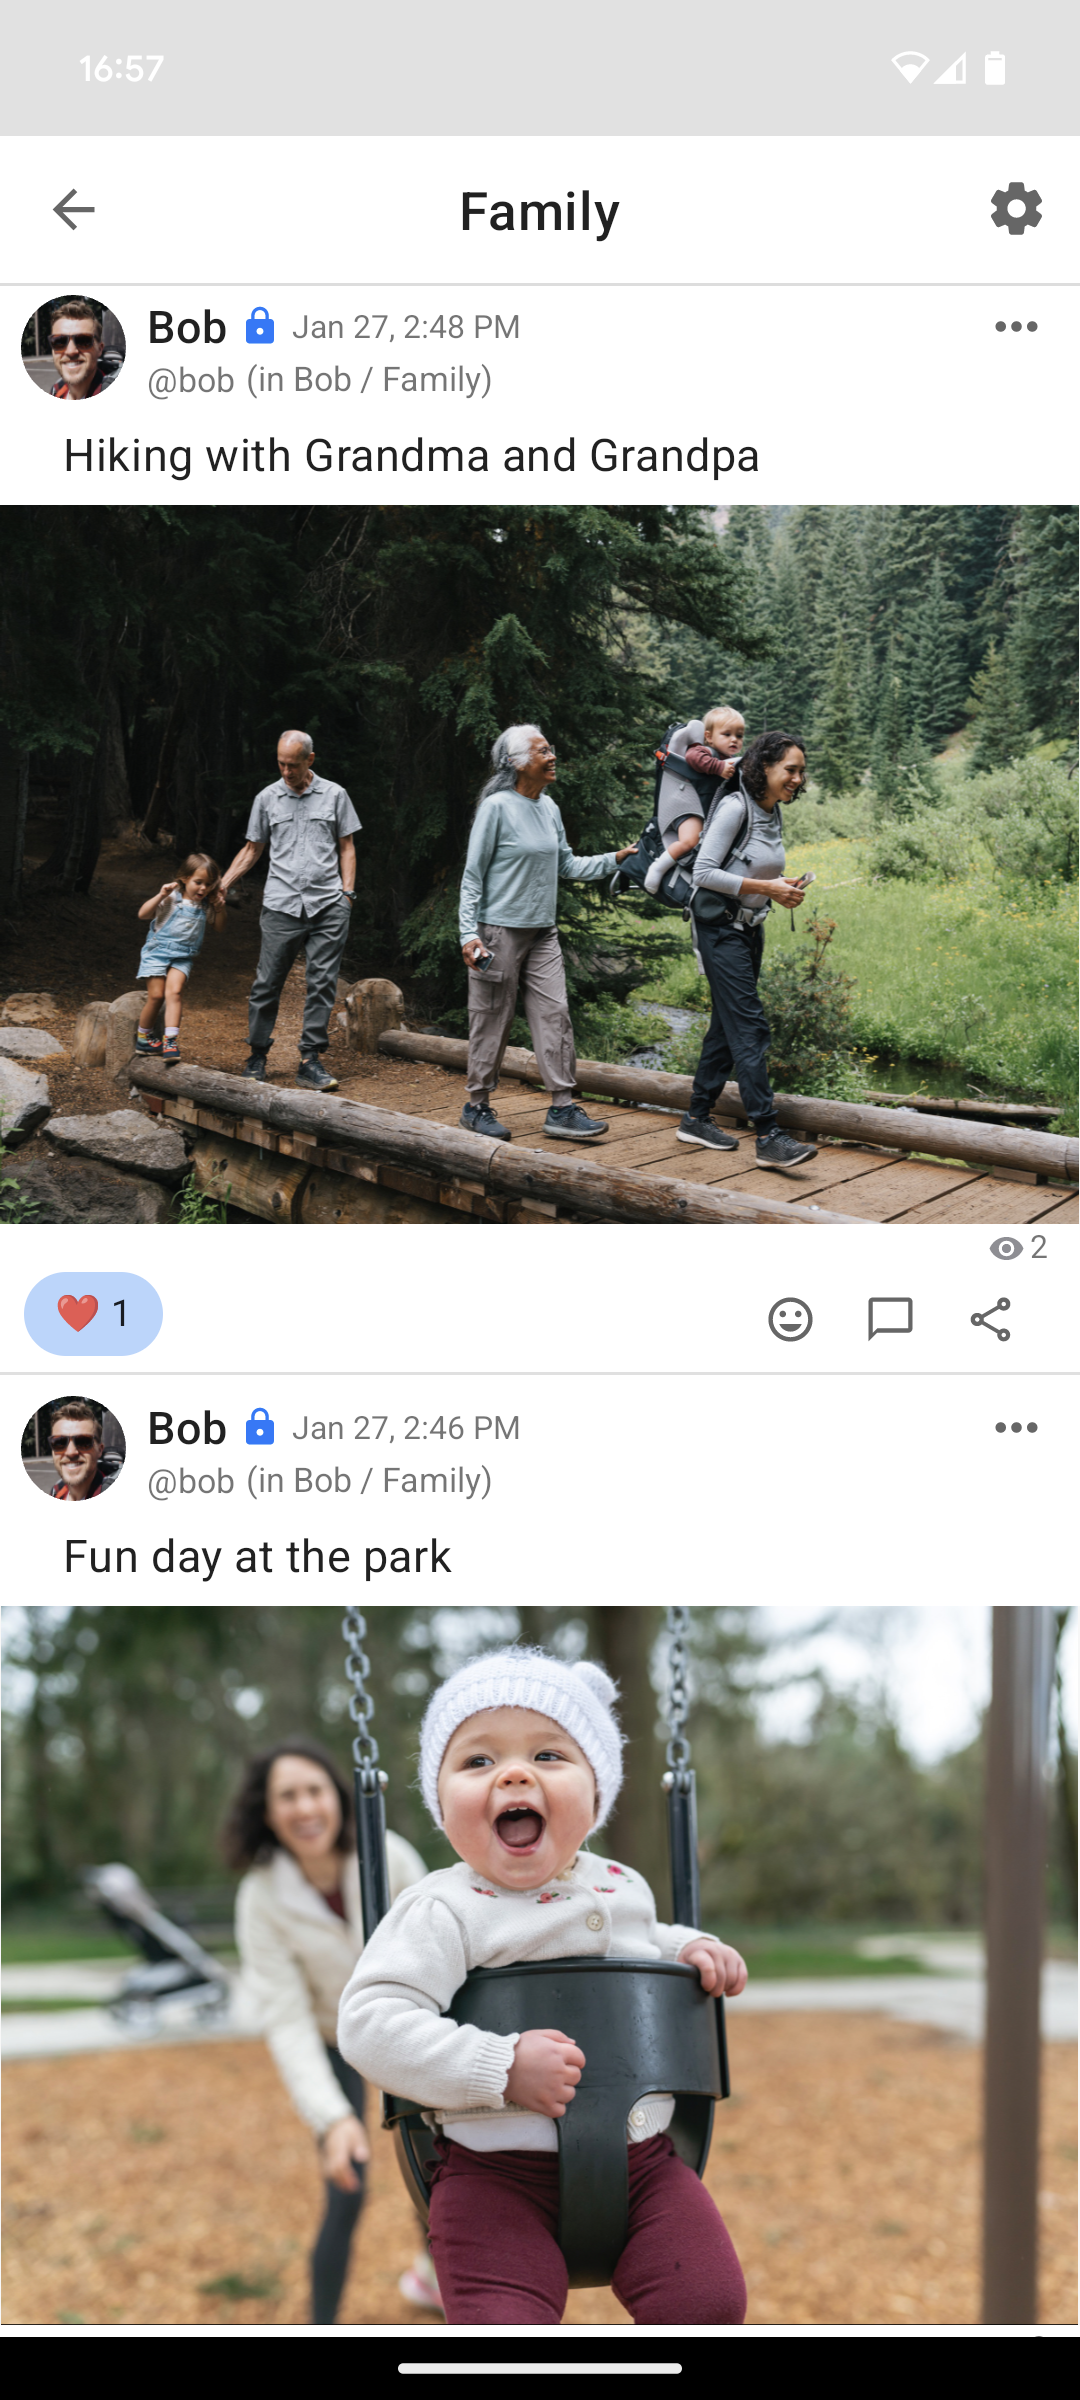 16:57
Family
Bob Jan 27, 2:48 PM
@bob (in Bob / Family)
Hiking with Grandma and Grandpa
2
❤️ 1
Bob Jan 27, 2:46 PM
@bob (in Bob / Family)
Fun day at the park